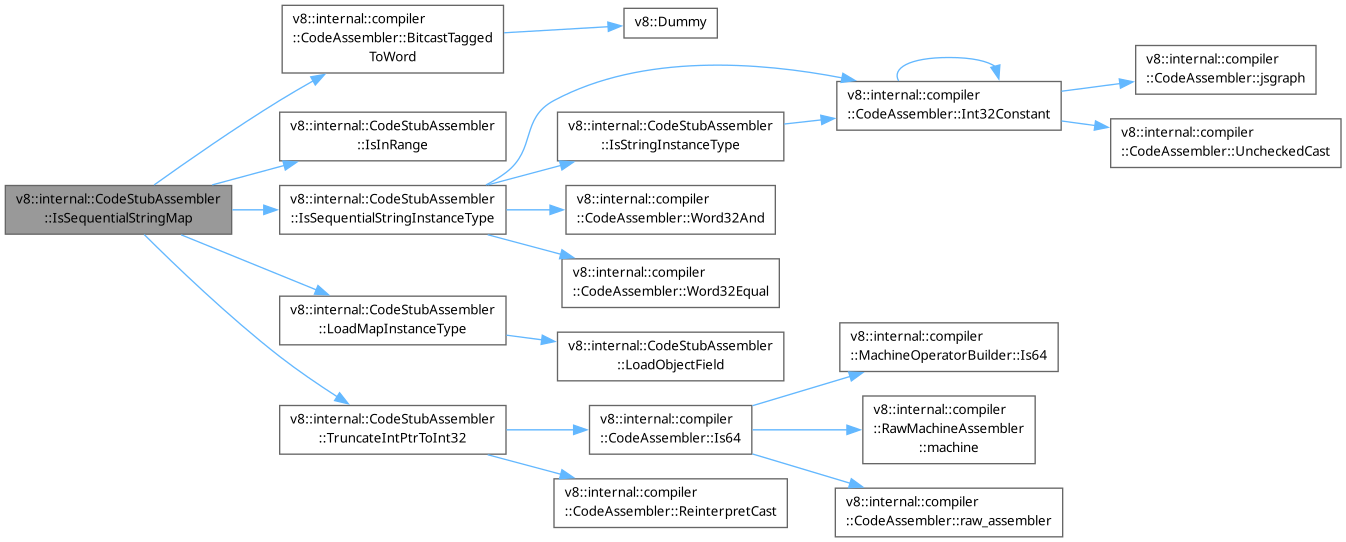 v8::internal::CodeStubAssembler
::IsSequentialStringMap
v8::internal::compiler
::CodeAssembler::BitcastTagged
ToWord
v8::Dummy
v8::internal::CodeStubAssembler
::IsInRange
v8::internal::CodeStubAssembler
::IsSequentialStringInstanceType
v8::internal::CodeStubAssembler
::IsStringInstanceType
v8::internal::compiler
::CodeAssembler::Int32Constant
v8::internal::compiler
::CodeAssembler::jsgraph
v8::internal::compiler
::CodeAssembler::UncheckedCast
v8::internal::compiler
::CodeAssembler::Word32And
v8::internal::compiler
::CodeAssembler::Word32Equal
v8::internal::CodeStubAssembler
::LoadMapInstanceType
v8::internal::CodeStubAssembler
::LoadObjectField
v8::internal::CodeStubAssembler
::TruncateIntPtrToInt32
v8::internal::compiler
::CodeAssembler::Is64
v8::internal::compiler
::MachineOperatorBuilder::Is64
v8::internal::compiler
::RawMachineAssembler
::machine
v8::internal::compiler
::CodeAssembler::raw_assembler
v8::internal::compiler
::CodeAssembler::ReinterpretCast